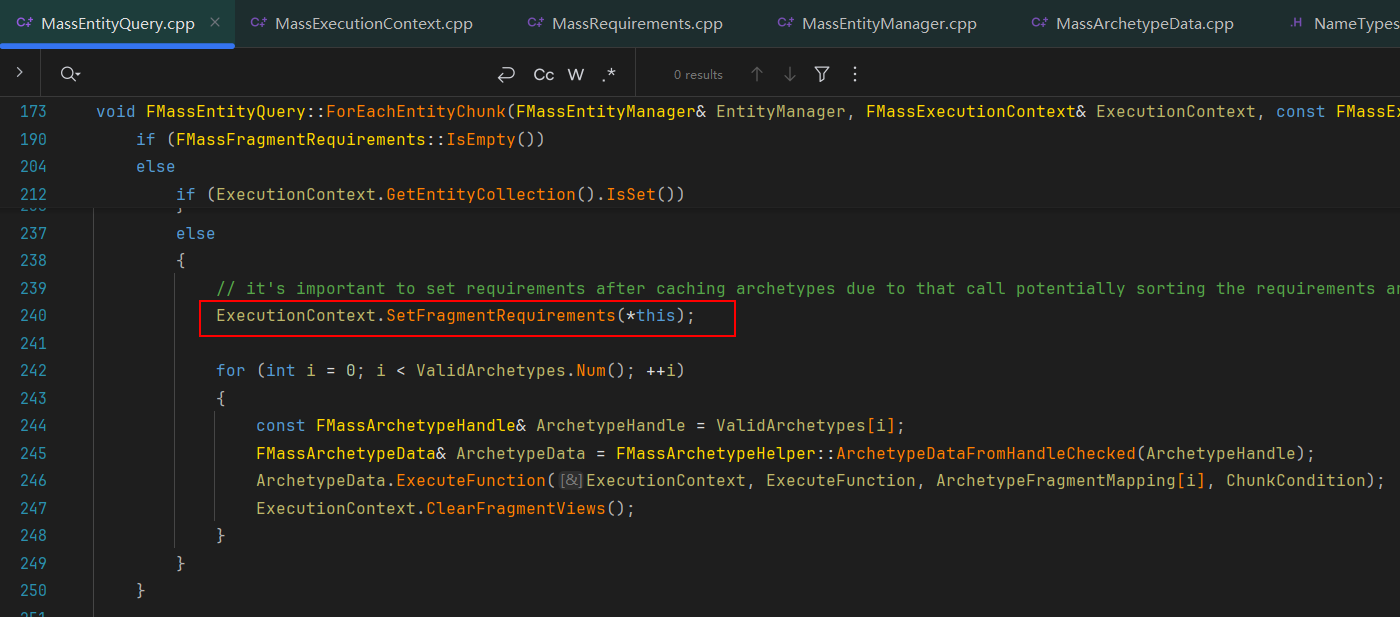 MassEntityQuery.cpp MassExecutionContext.cpp MassRequirements.cpp MassEntityManager.cpp MassArchetypeData.cpp .H NameTypes
Cc W .* 0 results
173 void FMassEntityQuery::ForEachEntityChunk(FMassEntityManager& EntityManager, FMassExecutionContext& ExecutionContext, const FMassEx
190 if (FMassFragmentRequirements::IsEmpty())
204 else
212 if (ExecutionContext.GetEntityCollection().IsSet())
237 else
238 {
239 // it's important to set requirements after caching archetypes due to that call potentially sorting the requirements an
240 ExecutionContext.SetFragmentRequirements(*this);
241
242 for (int i = 0; i < ValidArchetypes.Num(); ++i)
243 {
244 const FMassArchetypeHandle& ArchetypeHandle = ValidArchetypes[i];
245 FMassArchetypeData& ArchetypeData = FMassArchetypeHelper::ArchetypeDataFromHandleChecked(ArchetypeHandle);
246 ArchetypeData.ExecuteFunction([&]ExecutionContext, ExecuteFunction, ArchetypeFragmentMapping[i], ChunkCondition);
247 ExecutionContext.ClearFragmentViews();
248 }
249 }
250 }